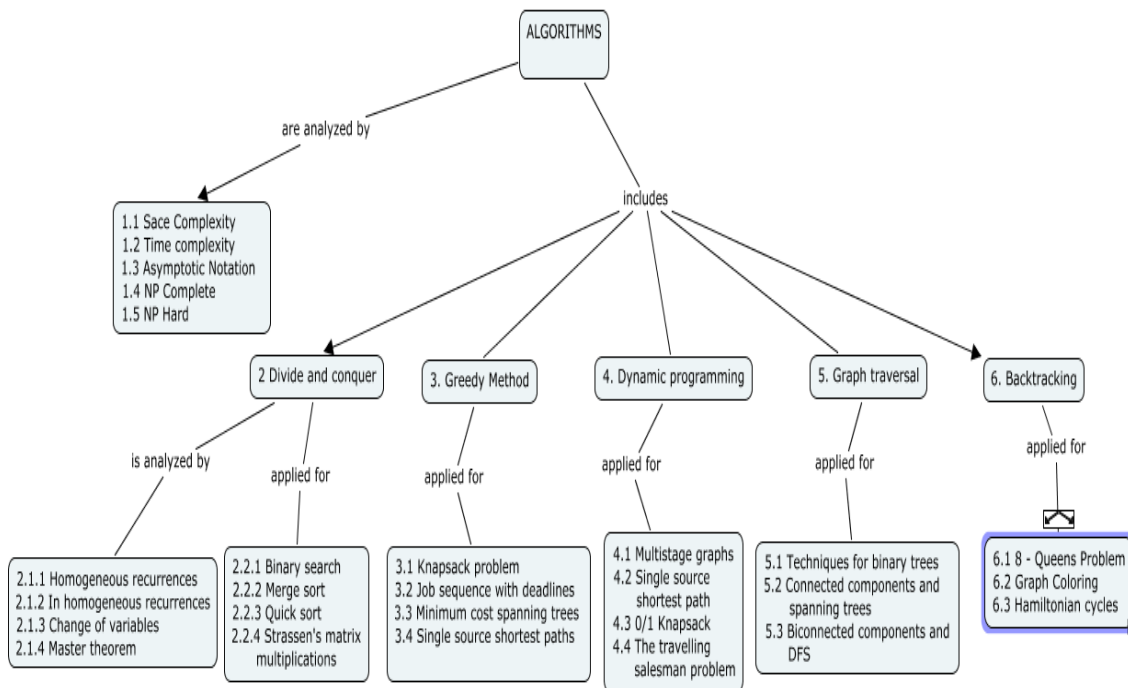 ALGORITHMS
are analyzed by
includes
1.1 Sace Complexity
1.2 Time complexity
1.3 Asymptotic Notation
1.4 NP Complete
1.5 NP Hard
2 Divide and conquer
3. Greedy Method
4. Dynamic programming
5. Graph traversal
6. Backtracking
is analyzed by
applied for
applied for
applied for
applied for
applied for
2.1.1 Homogeneous recurrences
2.1.2 In homogeneous recurrences
2.1.3 Change of variables
2.1.4 Master theorem
2.2.1 Binary search
2.2.2 Merge sort
2.2.3 Quick sort
2.2.4 Strassen's matrix
multiplications
3.1 Knapsack problem
3.2 Job sequence with deadlines
3.3 Minimum cost spanning trees
3.4 Single source shortest paths
4.1 Multistage graphs
4.2 Single source
shortest path
4.3 0/1 Knapsack
4.4 The travelling
salesman problem
5.1 Techniques for binary trees
5.2 Connected components and
spanning trees
5.3 Biconnected components and
DFS
6.1 8 - Queens Problem
6.2 Graph Coloring
6.3 Hamiltonian cycles